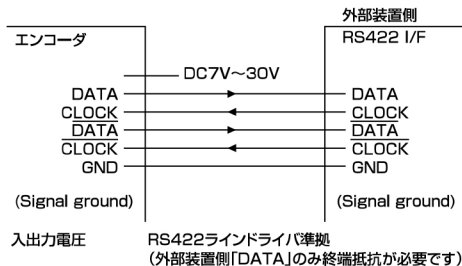 外部装置側
エンコーダ
RS422 I/F
DC7V～30V
DATA DATA
CLOCK CLOCK
DATA DATA
CLOCK CLOCK
GND GND
(Signal ground) (Signal ground)
入出力電圧 RS422ラインドライバ準拠
(外部装置側「DATA」のみ終端抵抗が必要です)